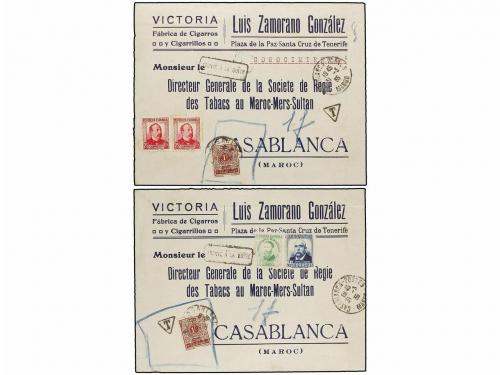 VICTORIA
Fábrica de Cigarros
y Cigarrillos
Luis Zamorano González
Plaza de la Paz-Santa Cruz de Tenerife
Monsieur le
Directeur Generale de la Societe de Regie
des Tabacs au Maroc-Mers-Sultan
T
CASABLANCA
(MAROC)
VICTORIA
Fábrica de Cigarros
y Cigarrillos
Luis Zamorano González
Plaza de la Paz-Santa Cruz de Tenerife
Monsieur le
Directeur Generale de la Societe de Regie
des Tabacs au Maroc-Mers-Sultan
T
CASABLANCA
(MAROC)